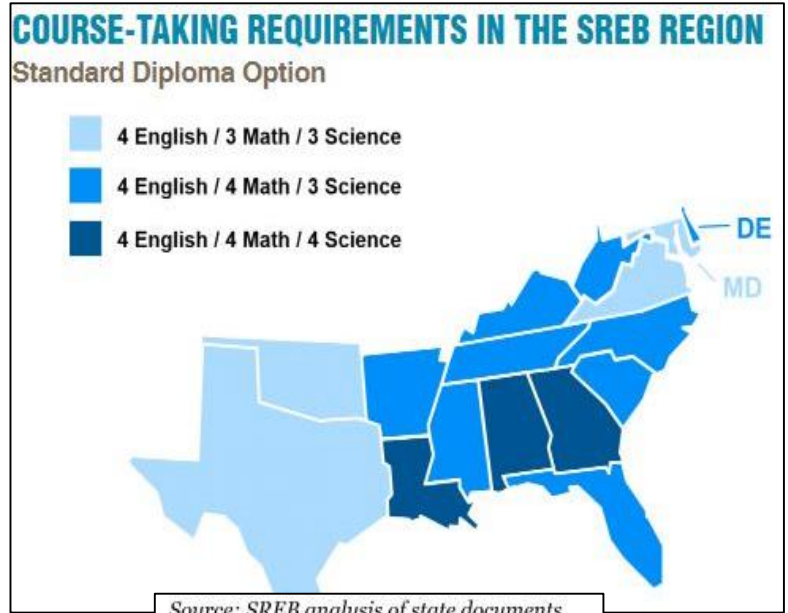 COURSE-TAKING REQUIREMENTS IN THE SREB REGION
Standard Diploma Option
4 English / 3 Math / 3 Science
4 English / 4 Math / 3 Science
4 English / 4 Math / 4 Science
DE
MD
Source: SREB analysis of state documents